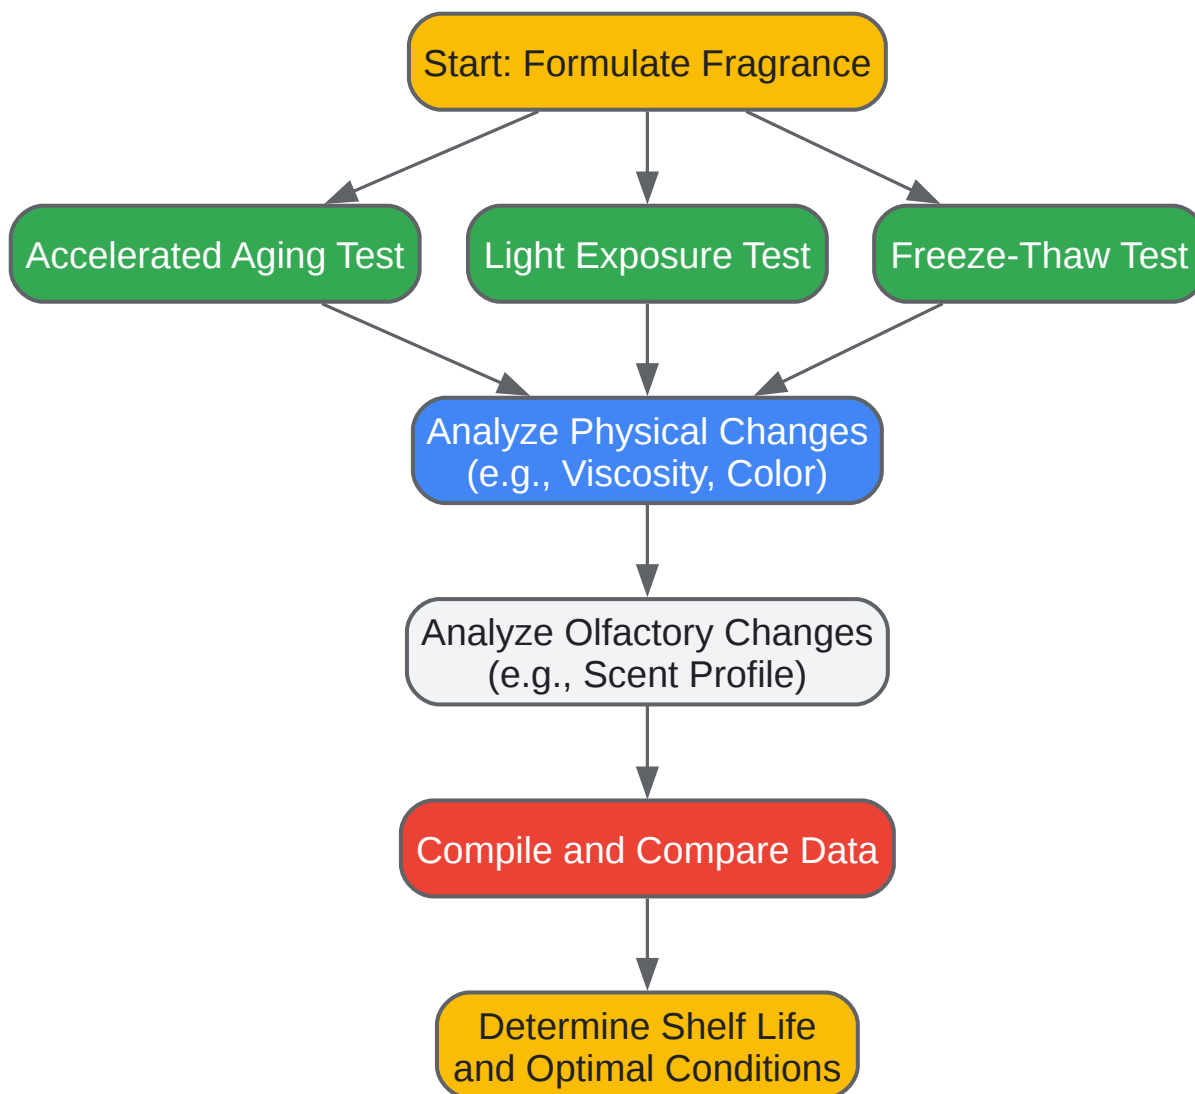 Start: Formulate Fragrance
Accelerated Aging Test
Light Exposure Test
Freeze-Thaw Test
Analyze Physical Changes
(e.g., Viscosity, Color)
Analyze Olfactory Changes
(e.g., Scent Profile)
Compile and Compare Data
Determine Shelf Life
and Optimal Conditions